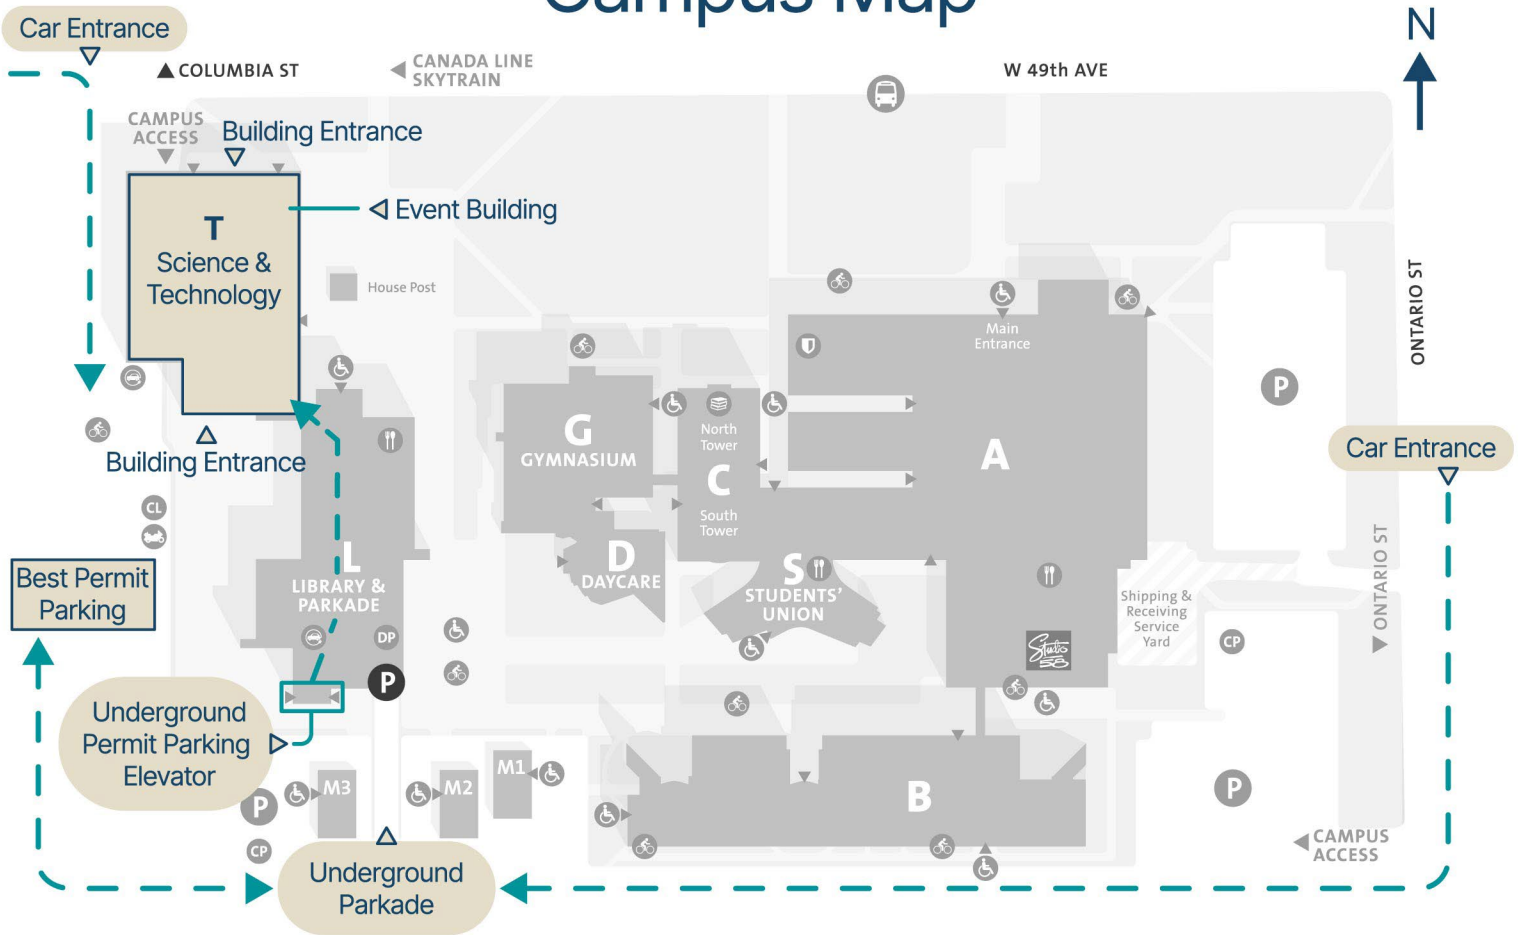 Campus Map
Car Entrance
COLUMBIA ST
CANADA LINE
SKYTRAIN
W 49th AVE
N
CAMPUS
ACCESS
Building Entrance
Event Building
T
Science &
Technology
House Post
Main
Entrance
ONTARIO ST
P
Car Entrance
G
GYMNASIUM
North
Tower
C
South
Tower
A
Building Entrance
CL
Best Permit
Parking
L
LIBRARY &
PARKADE
DP
P
D
DAYCARE
S
STUDENTS'
UNION
Studio
58
Shipping &
Receiving
Service
Yard
CP
ONTARIO ST
Underground
Permit Parking
Elevator
P
CP
M3
M2
M1
B
P
CAMPUS
ACCESS
Underground
Parkade